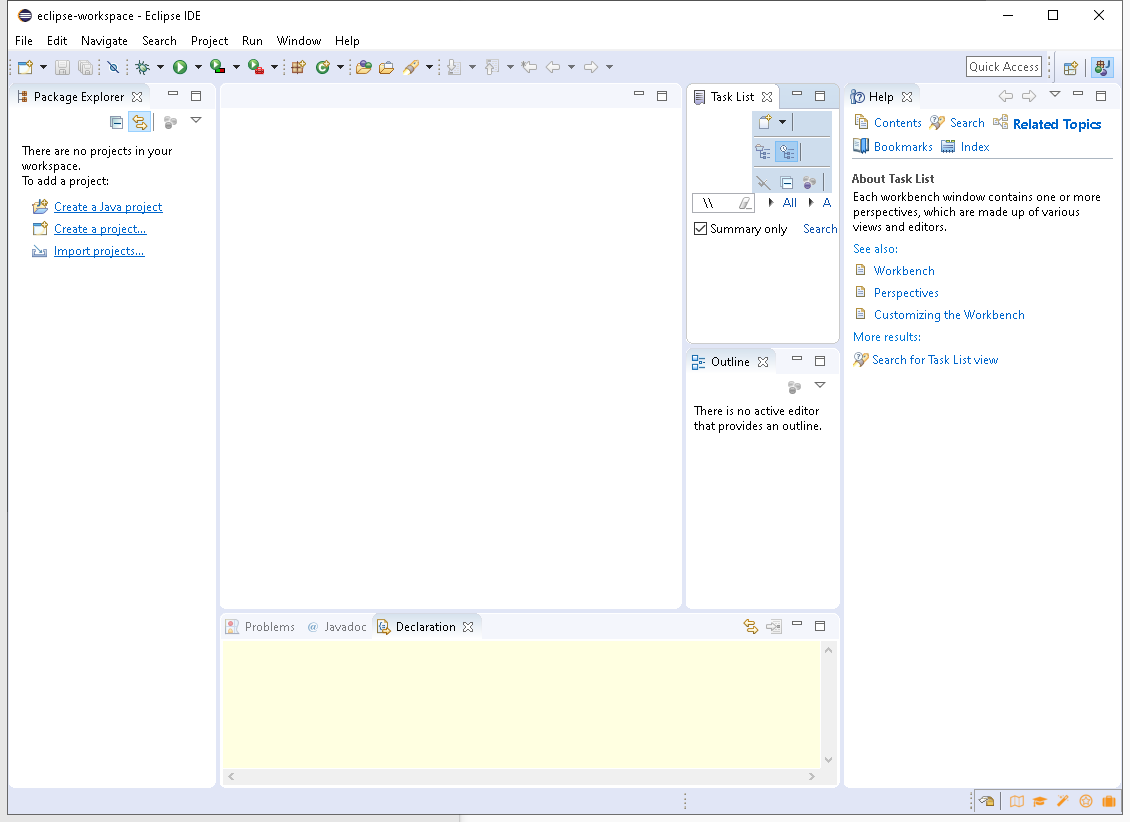 eclipse-workspace - Eclipse IDE
File Edit Navigate Search Project Run Window Help
Quick Access
Package Explorer
There are no projects in your
workspace.
To add a project:
Create a Java project
Create a project...
Import projects...
Task List
\\ All A
Summary only Search
Outline
There is no active editor
that provides an outline.
Problems @ Javadoc Declaration
Help
Contents Search Related Topics
Bookmarks Index
About Task List
Each workbench window contains one or more
perspectives, which are made up of various
views and editors.
See also:
Workbench
Perspectives
Customizing the Workbench
More results:
Search for Task List view